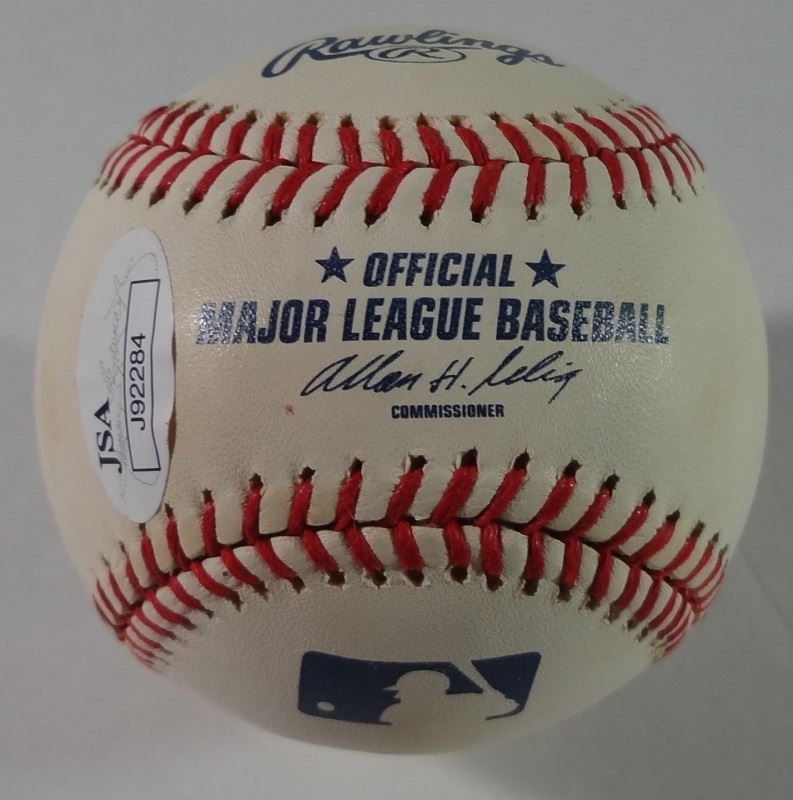 Rawlings
R
OFFICIAL
MAJOR LEAGUE BASEBALL
Allan H. Selig
COMMISSIONER
JSA
J92284